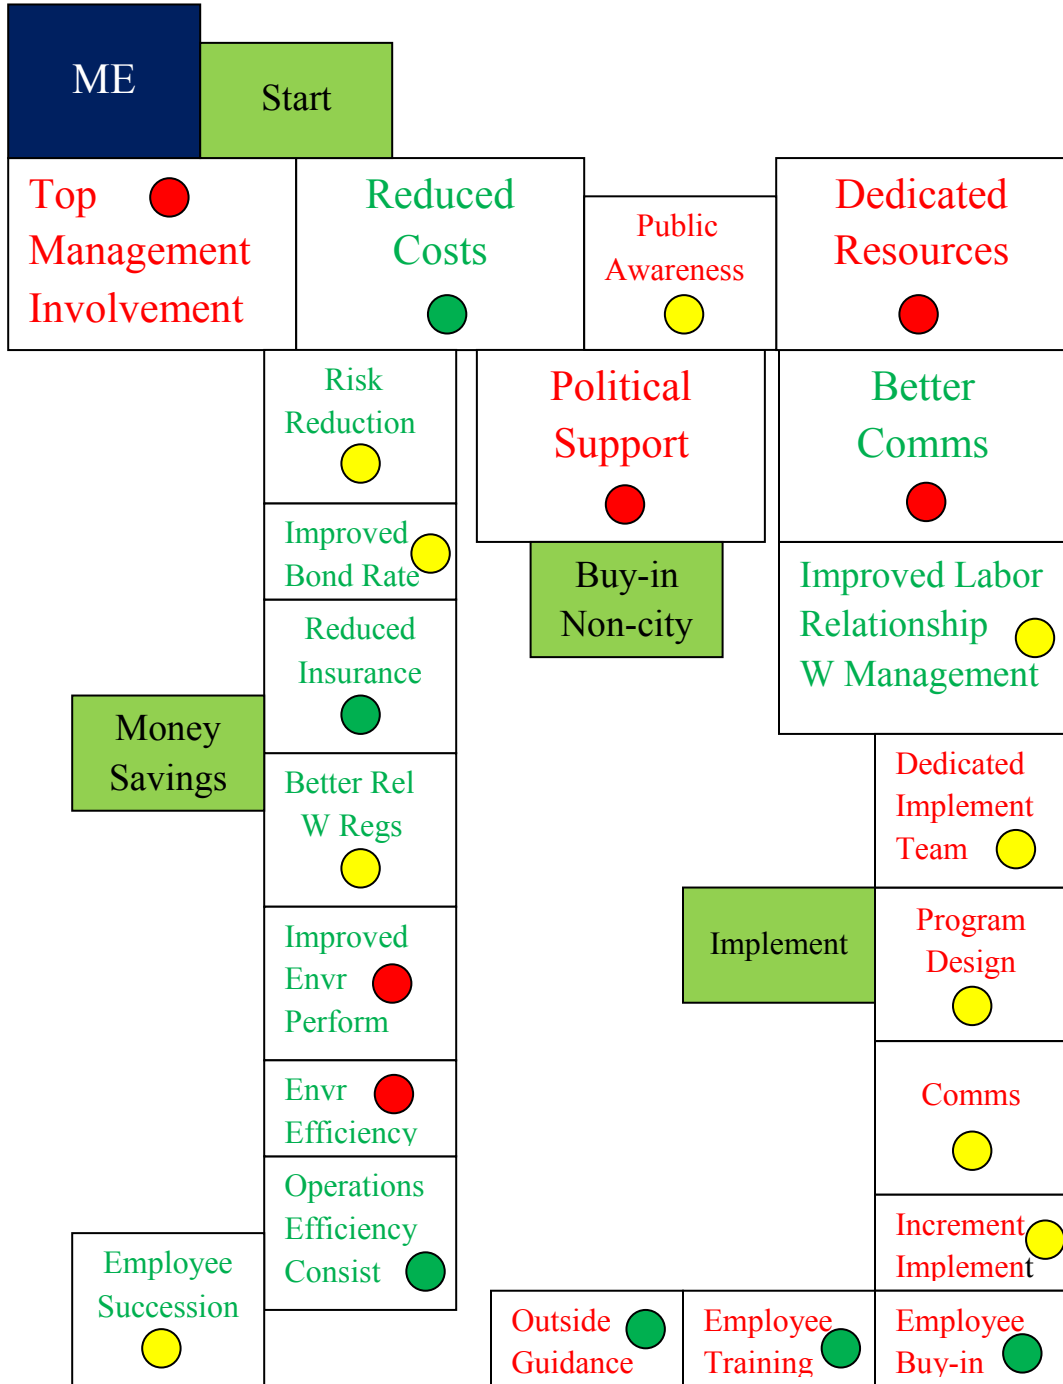 ME
Start
Top
Management
Involvement
Reduced
Costs
Public
Awareness
Dedicated
Resources
Risk
Reduction
Political
Support
Better
Comms
Improved
Bond Rate
Buy-in
Non-city
Improved Labor
Relationship
W Management
Reduced
Insurance
Money
Savings
Better Rel
W Regs
Dedicated
Implement
Team
Improved
Envr
Perform
Implement
Program
Design
Envr
Efficiency
Comms
Operations
Efficiency
Consist
Increment
Implement
Employee
Succession
Outside
Guidance
Employee
Training
Employee
Buy-in